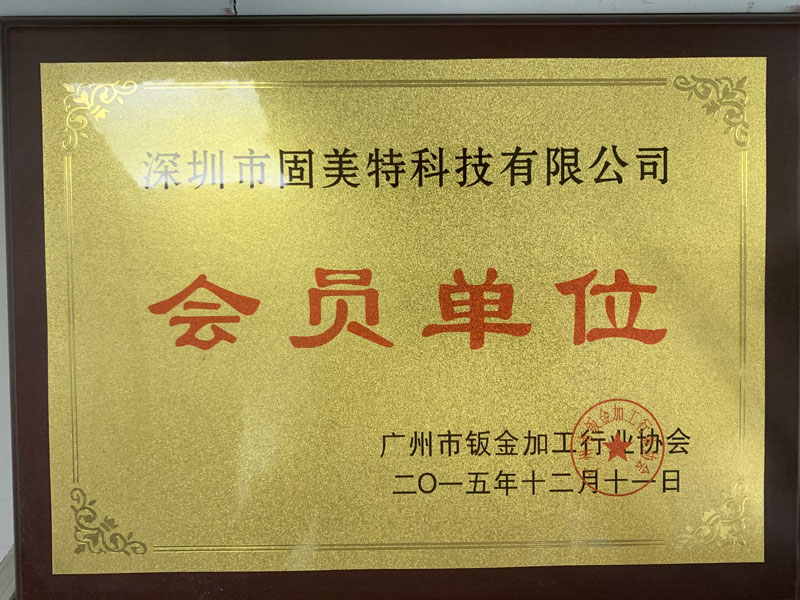 深圳市固美特科技有限公司
会员单位
广州市钣金加工行业协会
二〇一五年十二月十一日